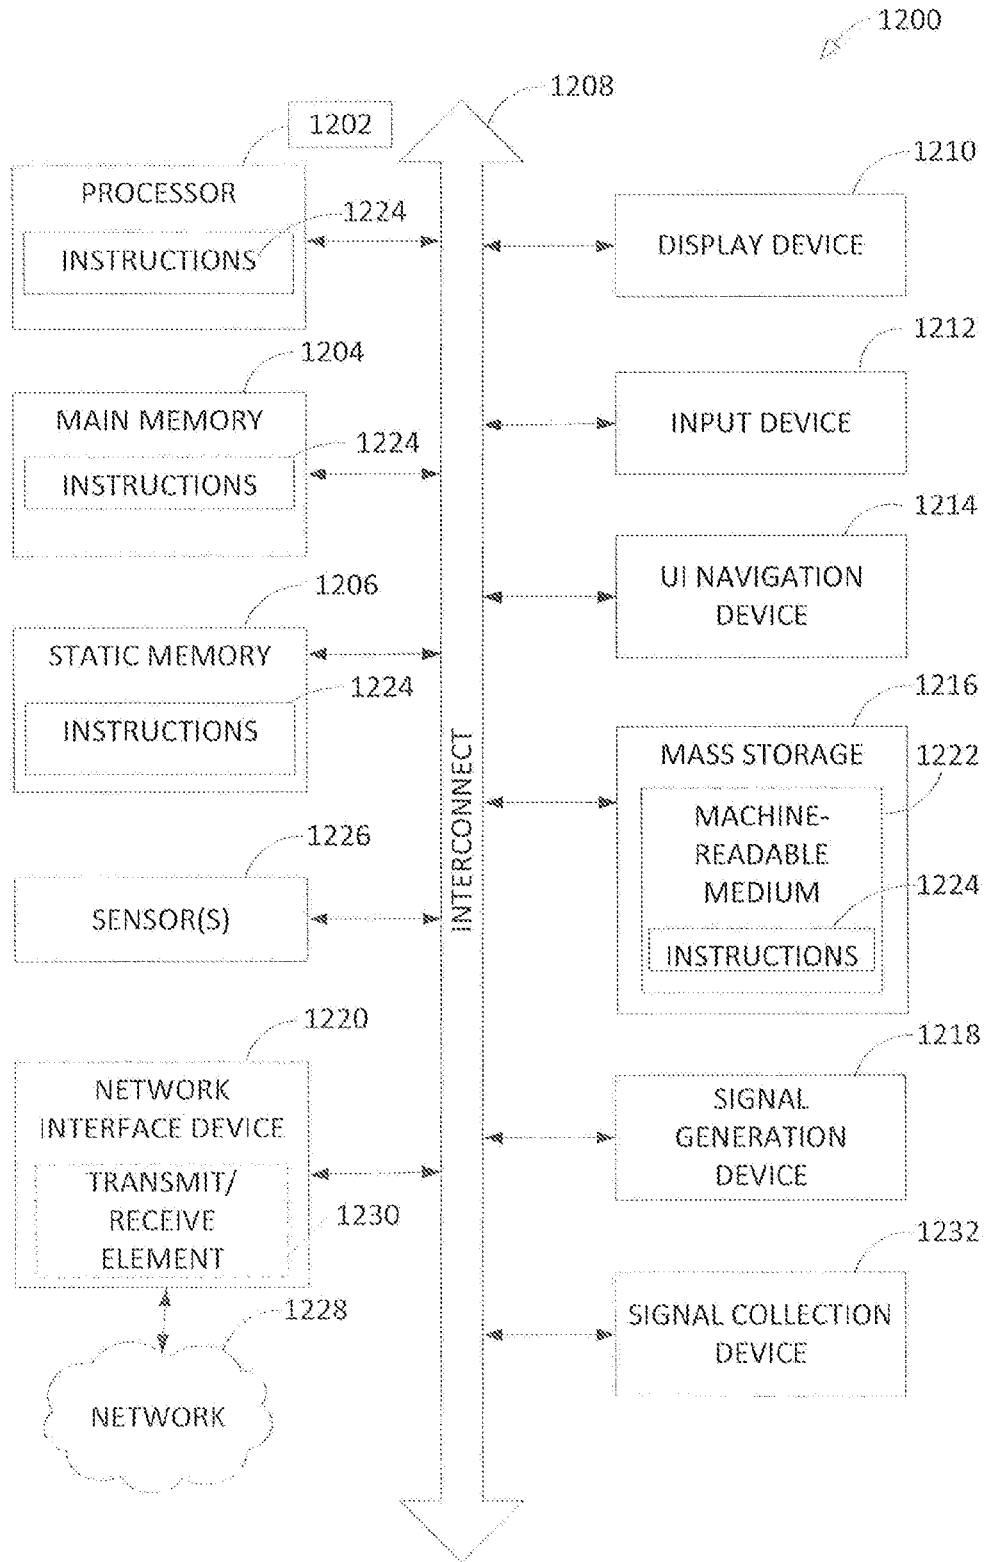 1200
1208
1202
PROCESSOR
1224
INSTRUCTIONS
1204
MAIN MEMORY
1224
INSTRUCTIONS
1206
STATIC MEMORY
1224
INSTRUCTIONS
1226
SENSOR(S)
1220
NETWORK
INTERFACE DEVICE
TRANSMIT/
RECEIVE
ELEMENT
1230
1228
NETWORK
INTERCONNECT
1210
DISPLAY DEVICE
1212
INPUT DEVICE
1214
UI NAVIGATION
DEVICE
1216
MASS STORAGE
1222
MACHINE-
READABLE
MEDIUM
1224
INSTRUCTIONS
1218
SIGNAL
GENERATION
DEVICE
1232
SIGNAL COLLECTION
DEVICE